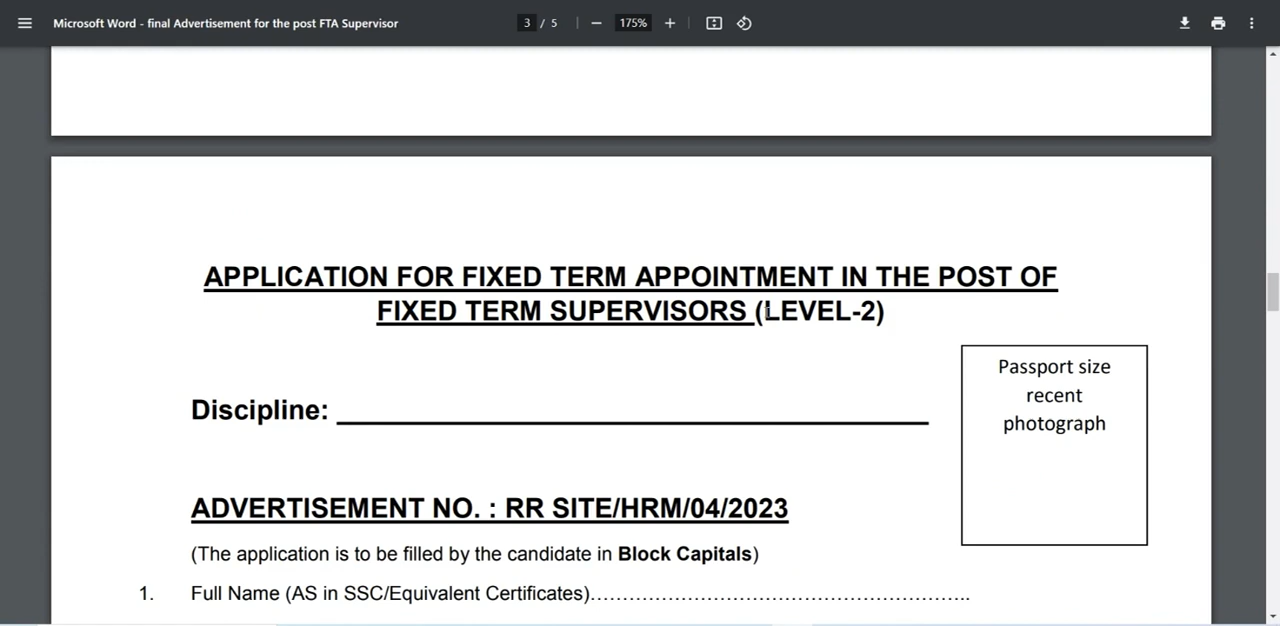 Microsoft Word - final Advertisement for the post FTA Supervisor
3 / 5
175%
APPLICATION FOR FIXED TERM APPOINTMENT IN THE POST OF
FIXED TERM SUPERVISORS (LEVEL-2)
Passport size
recent
photograph
Discipline: ____________________________________
ADVERTISEMENT NO. : RR SITE/HRM/04/2023
(The application is to be filled by the candidate in Block Capitals)
1. Full Name (AS in SSC/Equivalent Certificates)…………………………………………………..